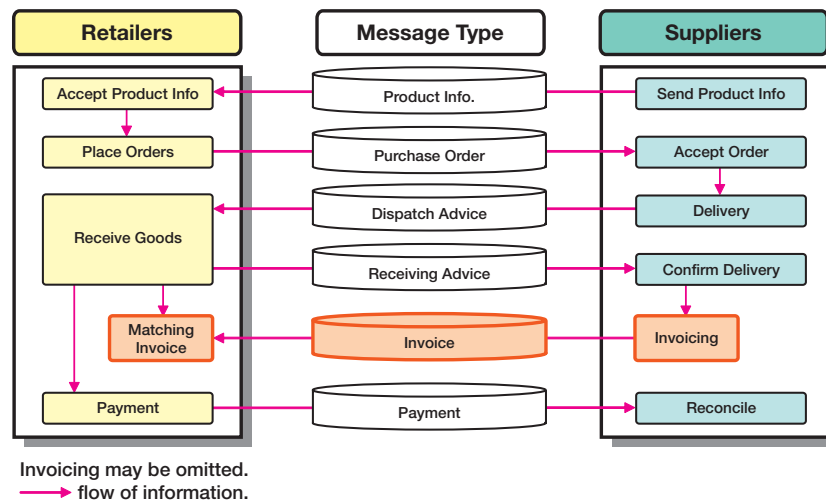 Retailers
Message Type
Suppliers
Accept Product Info
Product Info.
Send Product Info
Place Orders
Purchase Order
Accept Order
Receive Goods
Dispatch Advice
Delivery
Receiving Advice
Confirm Delivery
Matching
Invoice
Invoice
Invoicing
Payment
Payment
Reconcile
Invoicing may be omitted.
flow of information.